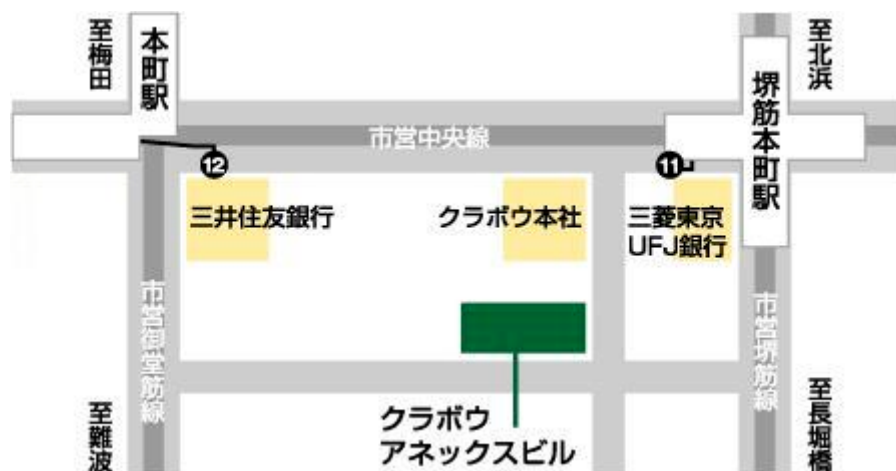 至梅田
本町駅
堺筋本町駅
至北浜
市営中央線
12
11
三井住友銀行
クラボウ本社
三菱東京
UFJ銀行
市営御堂筋線
市営堺筋線
至難波
クラボウ
アネックスビル
至長堀橋